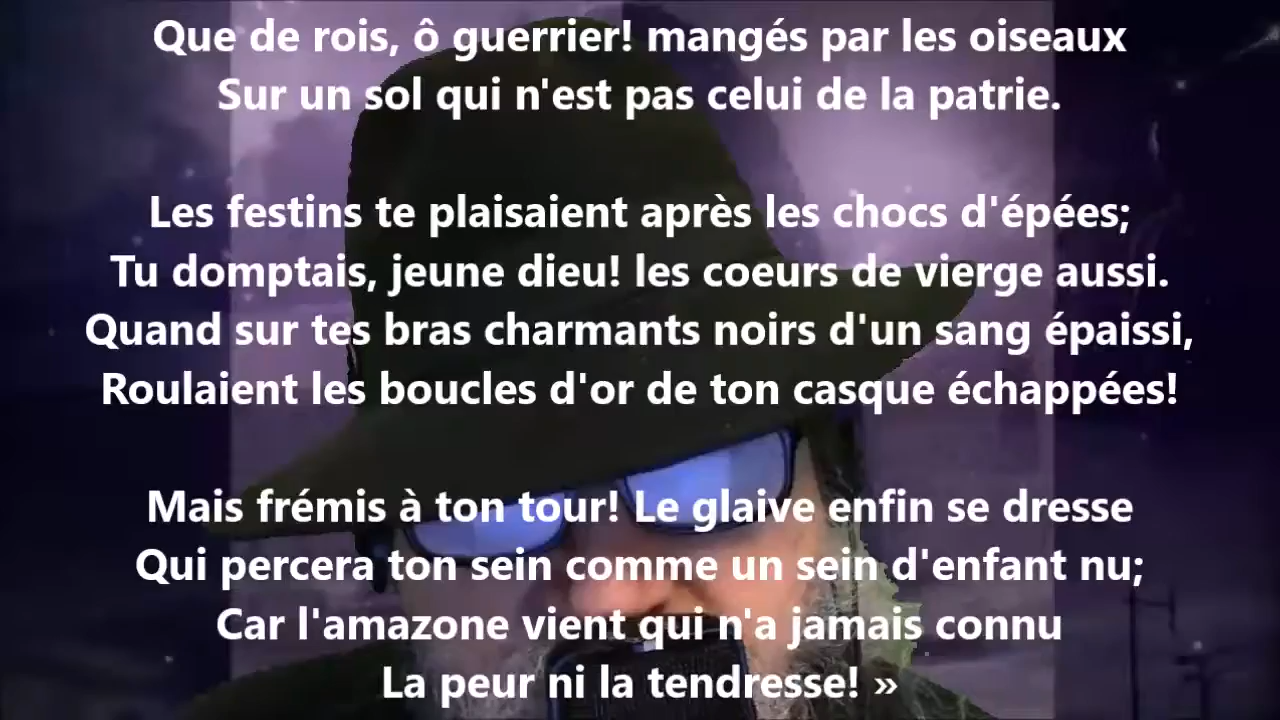 Que de rois, ô guerrier! mangés par les oiseaux
Sur un sol qui n'est pas celui de la patrie.
Les festins te plaisaient après les chocs d'épées;
Tu domptais, jeune dieu! les coeurs de vierge aussi.
Quand sur tes bras charmants noirs d'un sang épaissi,
Roulaient les boucles d'or de ton casque échappées!
Mais frémis à ton tour! Le glaive enfin se dresse
Qui percera ton sein comme un sein d'enfant nu;
Car l'amazone vient qui n'a jamais connu
La peur ni la tendresse! »